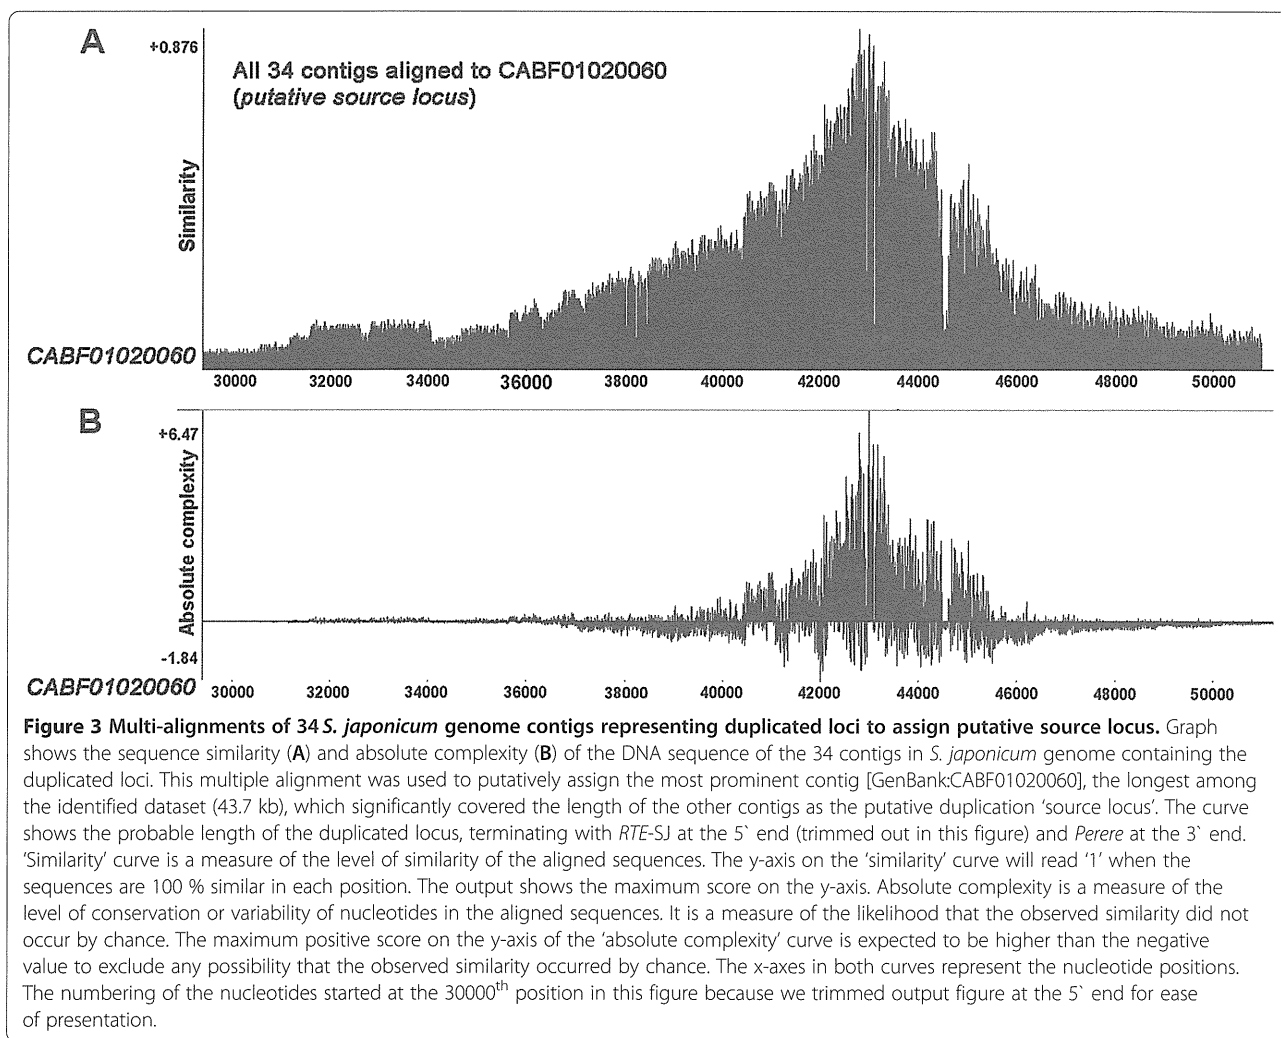 A
+0.876
All 34 contigs aligned to CABF01020060
(putative source locus)
Similarity
CABF01020060
30000 32000 34000 36000 38000 40000 42000 44000 46000 48000 50000
B
+6.47
Absolute complexity
-1.84
CABF01020060
30000 32000 34000 36000 38000 40000 42000 44000 46000 48000 50000
Figure 3 Multi-alignments of 34 S. japonicum genome contigs representing duplicated loci to assign putative source locus. Graph
shows the sequence similarity (A) and absolute complexity (B) of the DNA sequence of the 34 contigs in S. japonicum genome containing the
duplicated loci. This multiple alignment was used to putatively assign the most prominent contig [GenBank:CABF01020060], the longest among
the identified dataset (43.7 kb), which significantly covered the length of the other contigs as the putative duplication 'source locus'. The curve
shows the probable length of the duplicated locus, terminating with RTE-SJ at the 5` end (trimmed out in this figure) and Perere at the 3` end.
'Similarity' curve is a measure of the level of similarity of the aligned sequences. The y-axis on the 'similarity' curve will read '1' when the
sequences are 100 % similar in each position. The output shows the maximum score on the y-axis. Absolute complexity is a measure of the
level of conservation or variability of nucleotides in the aligned sequences. It is a measure of the likelihood that the observed similarity did not
occur by chance. The maximum positive score on the y-axis of the 'absolute complexity' curve is expected to be higher than the negative
value to exclude any possibility that the observed similarity occurred by chance. The x-axes in both curves represent the nucleotide positions.
The numbering of the nucleotides started at the 30000th position in this figure because we trimmed output figure at the 5` end for ease
of presentation.